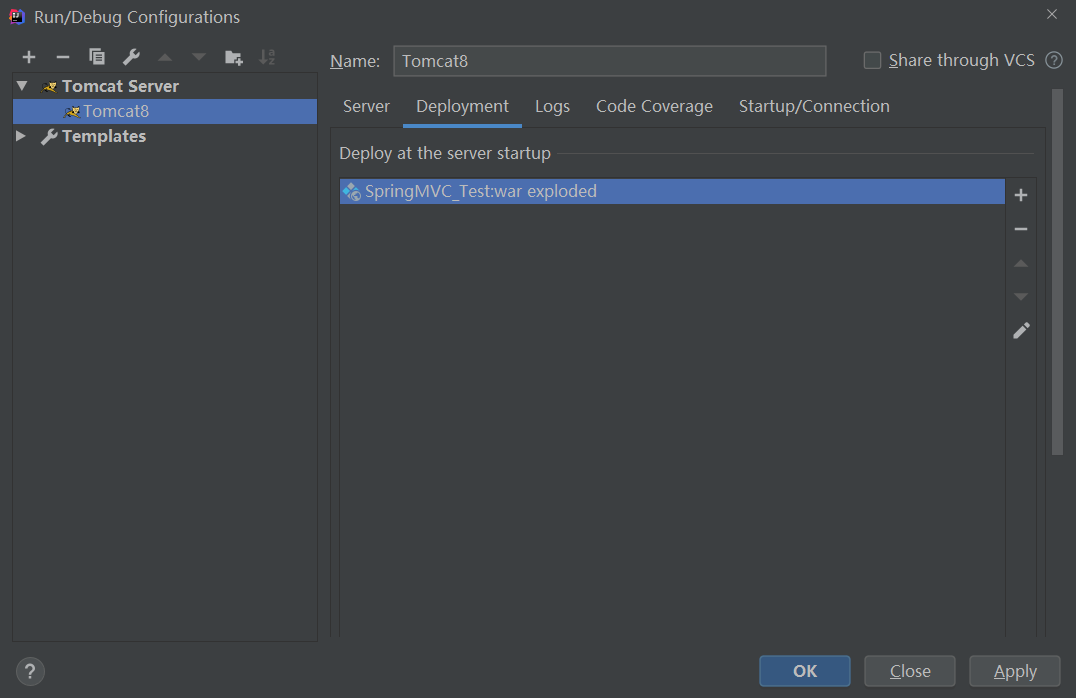 Run/Debug Configurations
Name: Tomcat8
Share through VCS ?
Tomcat Server
Tomcat8
Templates
Server Deployment Logs Code Coverage Startup/Connection
Deploy at the server startup
SpringMVC_Test:war exploded
? OK Close Apply